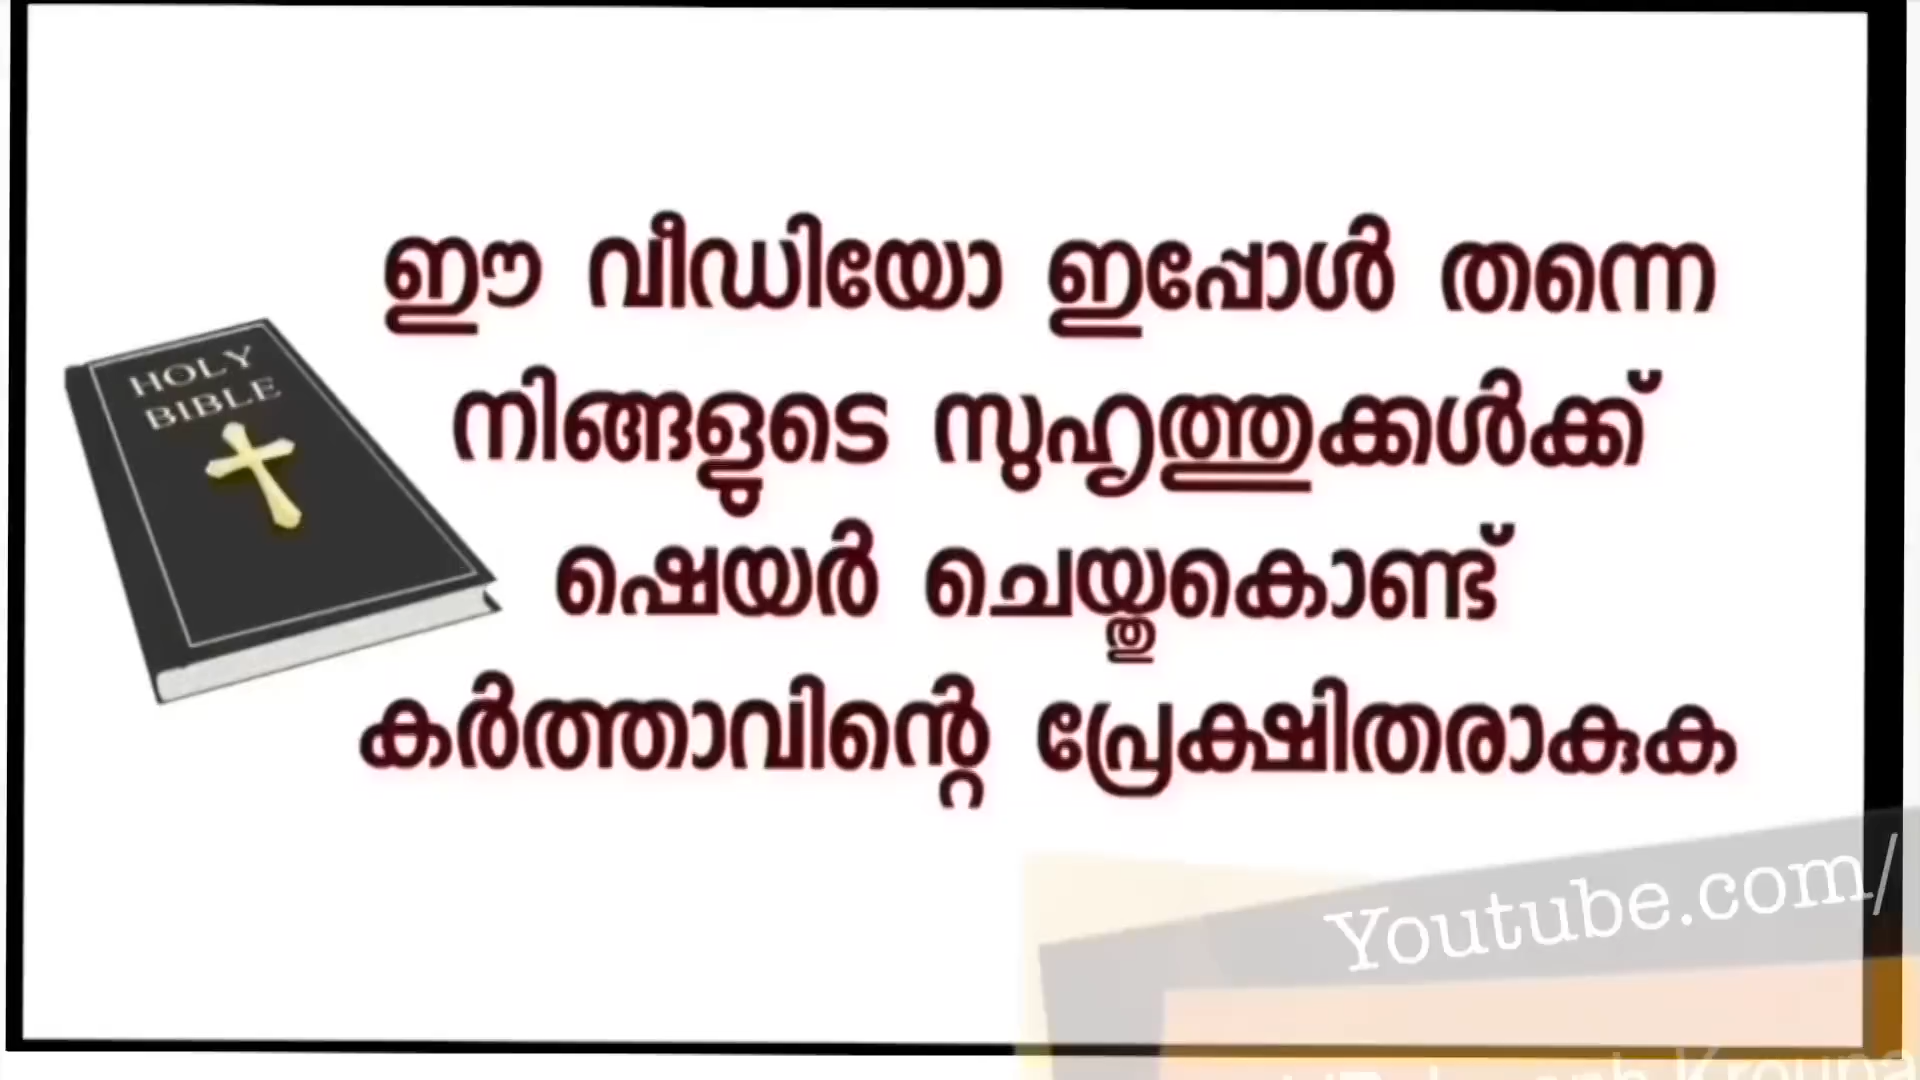 ഈ വീഡിയോ ഇപ്പോൾ തന്നെ
നിങ്ങളുടെ സുഹൃത്തുക്കൾക്ക്
ഷെയർ ചെയ്തുകൊണ്ട്
കർത്താവിന്റെ പ്രേക്ഷിതരാകുക
HOLY
BIBLE
Youtube.com/